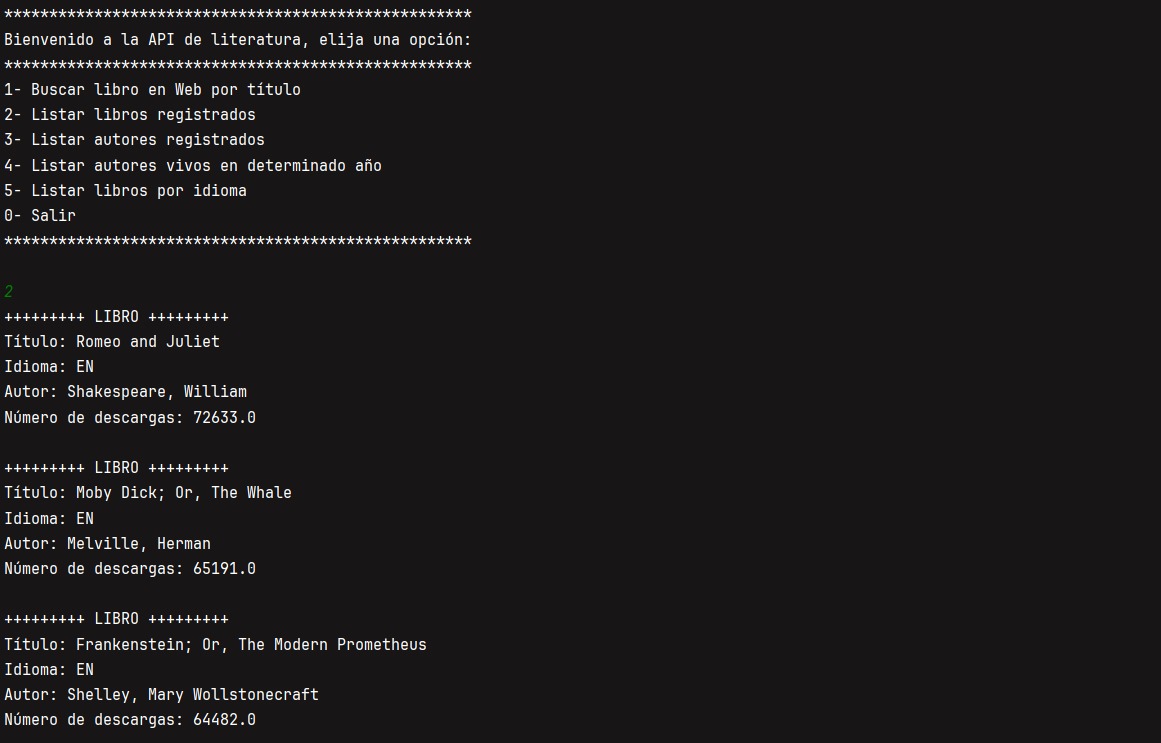 ****************************************************
Bienvenido a la API de literatura, elija una opción:
****************************************************
1- Buscar libro en Web por título
2- Listar libros registrados
3- Listar autores registrados
4- Listar autores vivos en determinado año
5- Listar libros por idioma
0- Salir
****************************************************
2
+++++++++ LIBRO +++++++++
Título: Romeo and Juliet
Idioma: EN
Autor: Shakespeare, William
Número de descargas: 72633.0
+++++++++ LIBRO +++++++++
Título: Moby Dick; Or, The Whale
Idioma: EN
Autor: Melville, Herman
Número de descargas: 65191.0
+++++++++ LIBRO +++++++++
Título: Frankenstein; Or, The Modern Prometheus
Idioma: EN
Autor: Shelley, Mary Wollstonecraft
Número de descargas: 64482.0